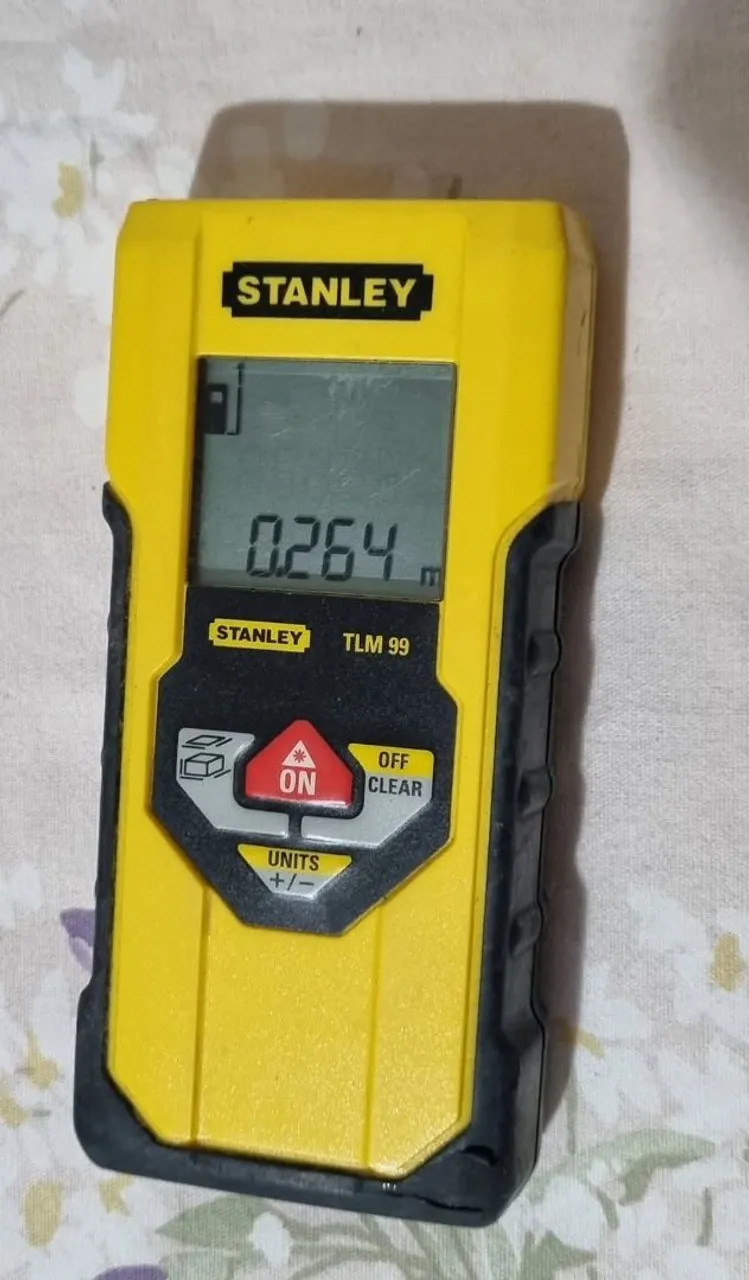 STANLEY
0.264 m
STANLEY TLM 99
ON
OFF
CLEAR
UNITS
+/−